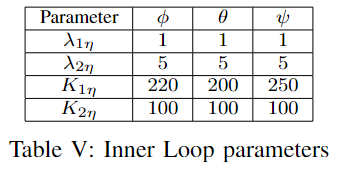 Parameter ϕ θ ψ
λ1η 1 1 1
λ2η 5 5 5
K1η 220 200 250
K2η 100 100 100
Table V: Inner Loop parameters